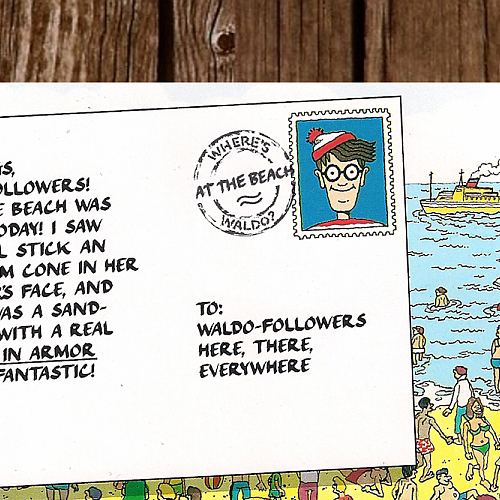 GS,
OLLOWERS!
E BEACH WAS
ODAY! I SAW
L STICK AN
M CONE IN HER
'S FACE, AND
AS A SAND-
WITH A REAL
IN ARMOR
FANTASTIC!
WHERE'S
AT THE BEACH
WALDO?
TO:
WALDO-FOLLOWERS
HERE, THERE,
EVERYWHERE